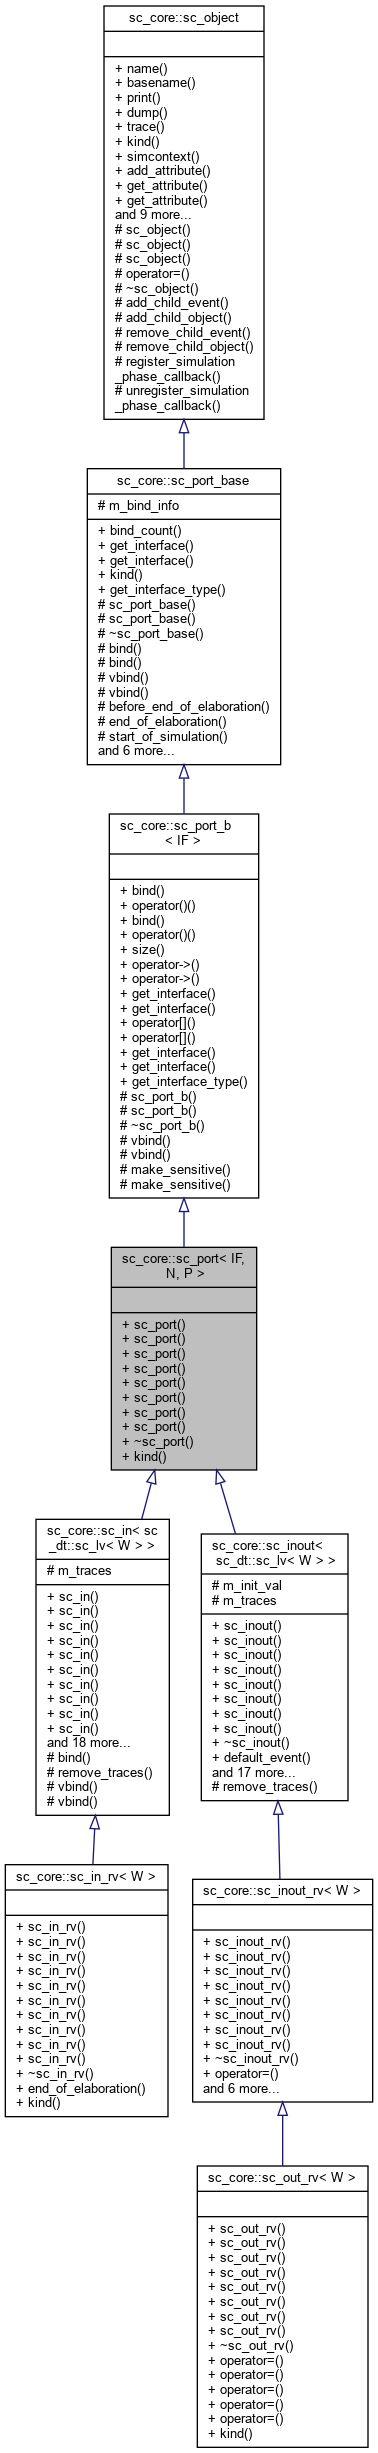 sc_core::sc_object
+ name()
+ basename()
+ print()
+ dump()
+ trace()
+ kind()
+ simcontext()
+ add_attribute()
+ get_attribute()
+ get_attribute()
and 9 more...
# sc_object()
# sc_object()
# sc_object()
# operator=()
# ~sc_object()
# add_child_event()
# add_child_object()
# remove_child_event()
# remove_child_object()
# register_simulation
_phase_callback()
# unregister_simulation
_phase_callback()
sc_core::sc_port_base
# m_bind_info
+ bind_count()
+ get_interface()
+ get_interface()
+ kind()
+ get_interface_type()
# sc_port_base()
# sc_port_base()
# ~sc_port_base()
# bind()
# bind()
# vbind()
# vbind()
# before_end_of_elaboration()
# end_of_elaboration()
# start_of_simulation()
and 6 more...
sc_core::sc_port_b
< IF >
+ bind()
+ operator()()
+ bind()
+ operator()()
+ size()
+ operator->()
+ operator->()
+ get_interface()
+ get_interface()
+ operator[]()
+ operator[]()
+ get_interface()
+ get_interface()
+ get_interface_type()
# sc_port_b()
# sc_port_b()
# ~sc_port_b()
# vbind()
# vbind()
# make_sensitive()
# make_sensitive()
sc_core::sc_port< IF,
N, P >
+ sc_port()
+ sc_port()
+ sc_port()
+ sc_port()
+ sc_port()
+ sc_port()
+ sc_port()
+ sc_port()
+ ~sc_port()
+ kind()
sc_core::sc_in< sc
_dt::sc_lv< W > >
# m_traces
+ sc_in()
+ sc_in()
+ sc_in()
+ sc_in()
+ sc_in()
+ sc_in()
+ sc_in()
+ sc_in()
+ sc_in()
+ sc_in()
and 18 more...
# bind()
# remove_traces()
# vbind()
# vbind()
sc_core::sc_inout<
sc_dt::sc_lv< W > >
# m_init_val
# m_traces
+ sc_inout()
+ sc_inout()
+ sc_inout()
+ sc_inout()
+ sc_inout()
+ sc_inout()
+ sc_inout()
+ sc_inout()
+ ~sc_inout()
+ default_event()
and 17 more...
# remove_traces()
sc_core::sc_in_rv< W >
+ sc_in_rv()
+ sc_in_rv()
+ sc_in_rv()
+ sc_in_rv()
+ sc_in_rv()
+ sc_in_rv()
+ sc_in_rv()
+ sc_in_rv()
+ sc_in_rv()
+ sc_in_rv()
+ ~sc_in_rv()
+ end_of_elaboration()
+ kind()
sc_core::sc_inout_rv< W >
+ sc_inout_rv()
+ sc_inout_rv()
+ sc_inout_rv()
+ sc_inout_rv()
+ sc_inout_rv()
+ sc_inout_rv()
+ sc_inout_rv()
+ sc_inout_rv()
+ ~sc_inout_rv()
+ operator=()
and 6 more...
sc_core::sc_out_rv< W >
+ sc_out_rv()
+ sc_out_rv()
+ sc_out_rv()
+ sc_out_rv()
+ sc_out_rv()
+ sc_out_rv()
+ sc_out_rv()
+ sc_out_rv()
+ ~sc_out_rv()
+ operator=()
+ operator=()
+ operator=()
+ operator=()
+ operator=()
+ kind()